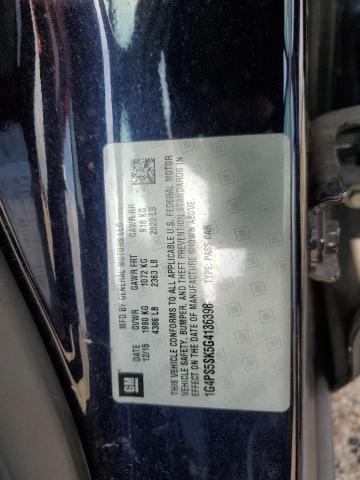 GM
MFD BY GENERAL MOTORS LLC
DATE GVWR GAWR FRT GAWR RR
12/15 1990 KG 1072 KG 918 KG
4386 LB 2363 LB 2023 LB
THIS VEHICLE CONFORMS TO ALL APPLICABLE U.S. FEDERAL MOTOR
VEHICLE SAFETY, BUMPER, AND THEFT PREVENTION STANDARDS IN
EFFECT ON THE DATE OF MANUFACTURE SHOWN ABOVE.
1G4PS5SK5G4136398 TYPE: PASS CAR